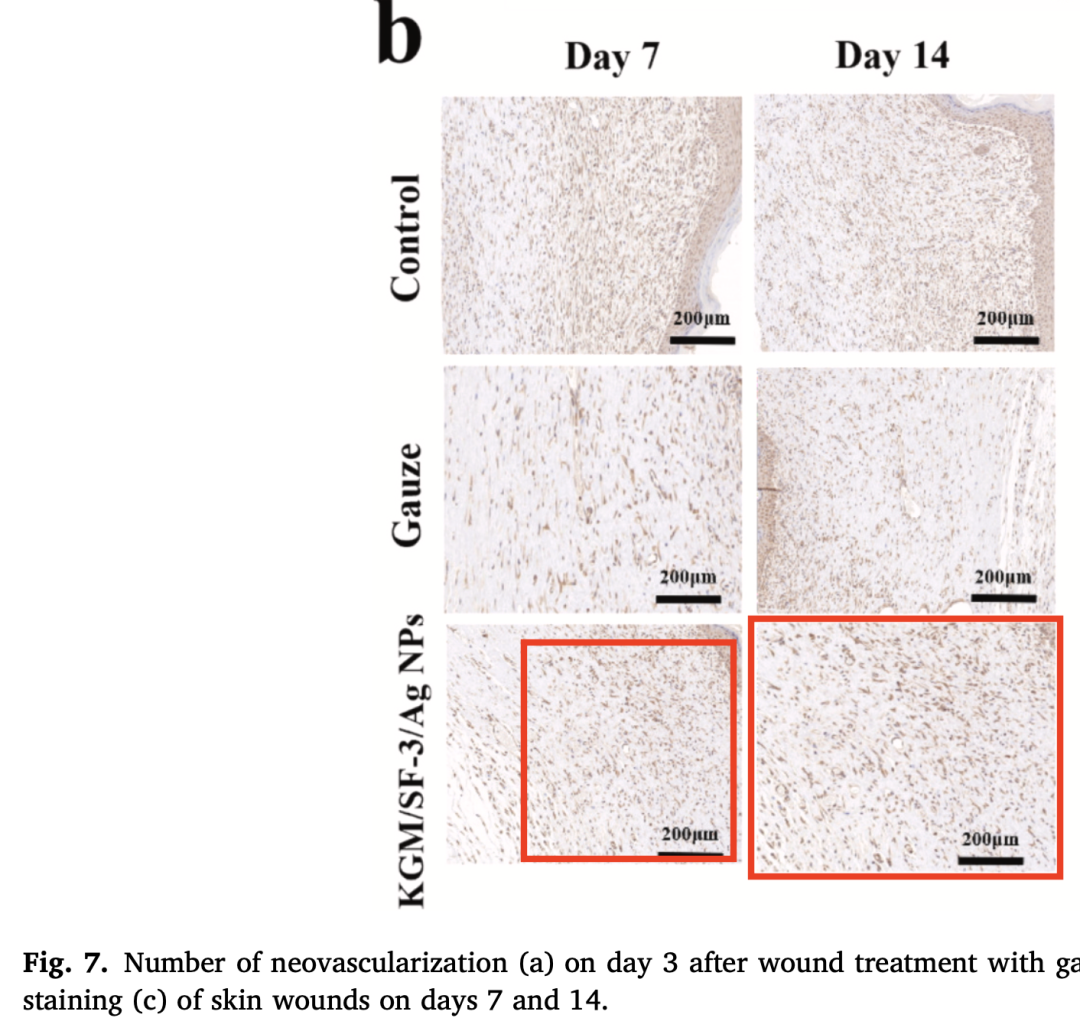 b
Day 7 Day 14
Control
200μm 200μm
Gauze
200μm 200μm
KGM/SF-3/Ag NPs
200μm 200μm
Fig. 7. Number of neovascularization (a) on day 3 after wound treatment with
staining (c) of skin wounds on days 7 and 14.